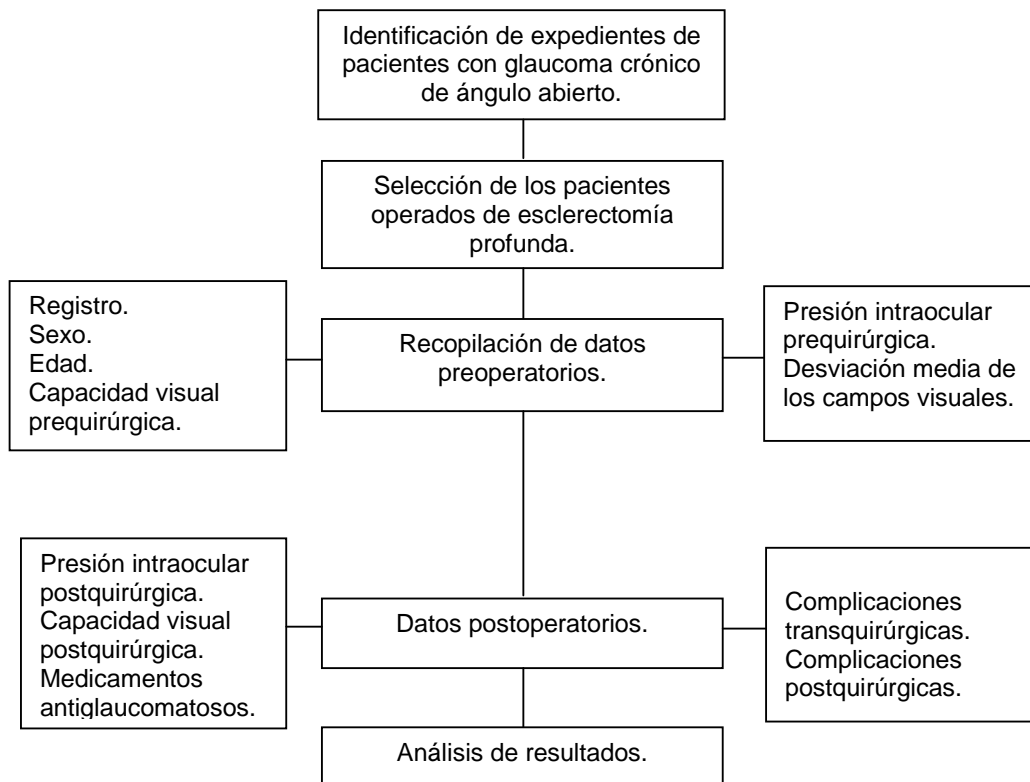 Identificación de expedientes de
pacientes con glaucoma crónico
de ángulo abierto.
Selección de los pacientes
operados de esclerectomía
profunda.
Registro.
Sexo.
Edad.
Capacidad visual
prequirúrgica.
Recopilación de datos
preoperatorios.
Presión intraocular
prequirúrgica.
Desviación media de
los campos visuales.
Presión intraocular
postquirúrgica.
Capacidad visual
postquirúrgica.
Medicamentos
antiglaucomatosos.
Datos postoperatorios.
Complicaciones
transquirúrgicas.
Complicaciones
postquirúrgicas.
Análisis de resultados.